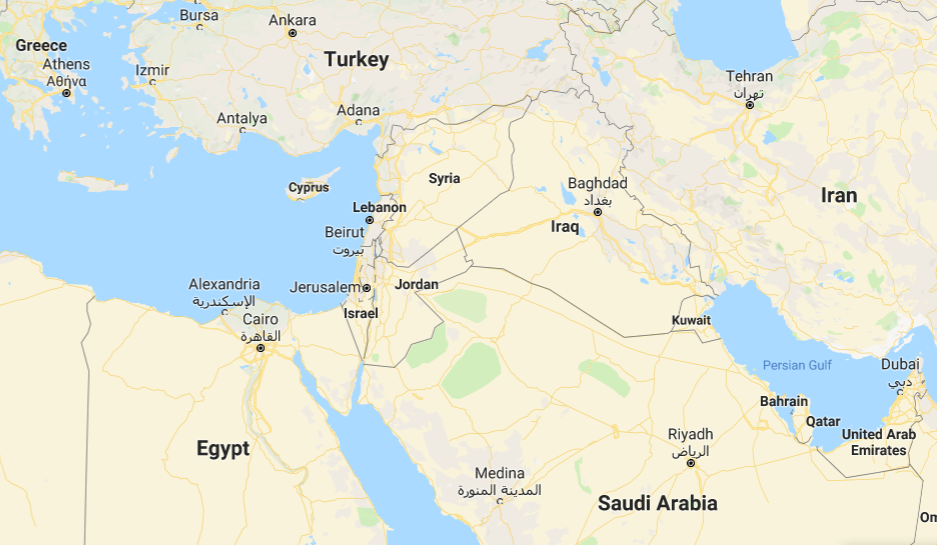 Bursa
Ankara
Greece
Turkey
Athens
Αθήνα
Izmir
Tehran
تهران
Adana
Antalya
Syria
Cyprus
Baghdad
بغداد
Iran
Lebanon
Iraq
Beirut
بيروت
Alexandria
الإسكندرية
Jerusalem
Jordan
Israel
Cairo
القاهرة
Kuwait
Persian Gulf
Dubai
دبي
Bahrain
Qatar
United Arab
Emirates
Egypt
Riyadh
الرياض
Medina
المدينة المنورة
Saudi Arabia
Om